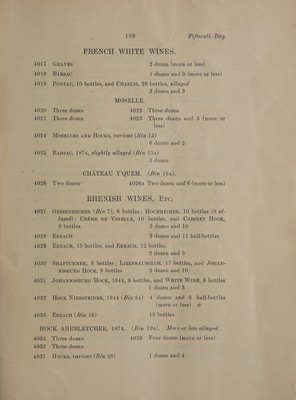 189 Fifteenth Day
FRENCH WHITE WINES.
4017 GRAVES 2 dozen (more or less)
4018 BARSAC 1 dozen and 9 (more or less)
4019 PONTAC, 10 bottles, and CHABLIS, 29 bottles, ullaged
3 dozen and 3
MOSELLE.
4020 Three dozen 4022 Three dozen
4021 Three dozen 4023 Three dozen and 3 (more or
less)
4024 MOSELLES AND HOCKS, various (Bin 13)
6 dozen and 2
4025 BARSAC, 1874, slightly ullaged (Bin 15a)
3 dozen
CHÂTEAU Y'QUEM. (Bin 16A).
4026 Two dozen 4026A Two dozen and 6 (more or less)
RHENISH WINES, ETC.
4027 GEISENHEIMER (Bin 7), 6 bottles; HOCHHEIMER, 10 bottles (8 ul-
laged); CRÊME DE VISELLE, 10 bottles, and CABINET HOCK,
8 bottles 2 dozen and 10
4028 ERBACH 3 dozen and 11 half-bottles
4029 ERBACH, 15 bottles, and ERBACH, 12 bottles
2 dozen and 3
4030 SHAFTURMER, 8 bottles; LIEBFRAUMILCH, 17 bottles, and JOHAN-
NISBURG HOCK, 9 bottles 2 dozen and 10
4031 JOHANNISBURG HOCK, 1844, 9 bottles, and WHITE WINE, 6 bottles
1 dozen and 3
4032 HOCK NIERSTEINER, 1844 (Bin 9A) 4 dozen and 8 half-bottles
(more or less)
4033 ERBACH (Bin 16) 18 bottles
HOCK AHEBLETCHER, 1874. (Bin 19A). More or less ullaged.
4034 Three dozen 4036 Four dozen (more or less)
4035 Three dozen
4037 HOCKS, various (Bin 20) 1 dozen and 4